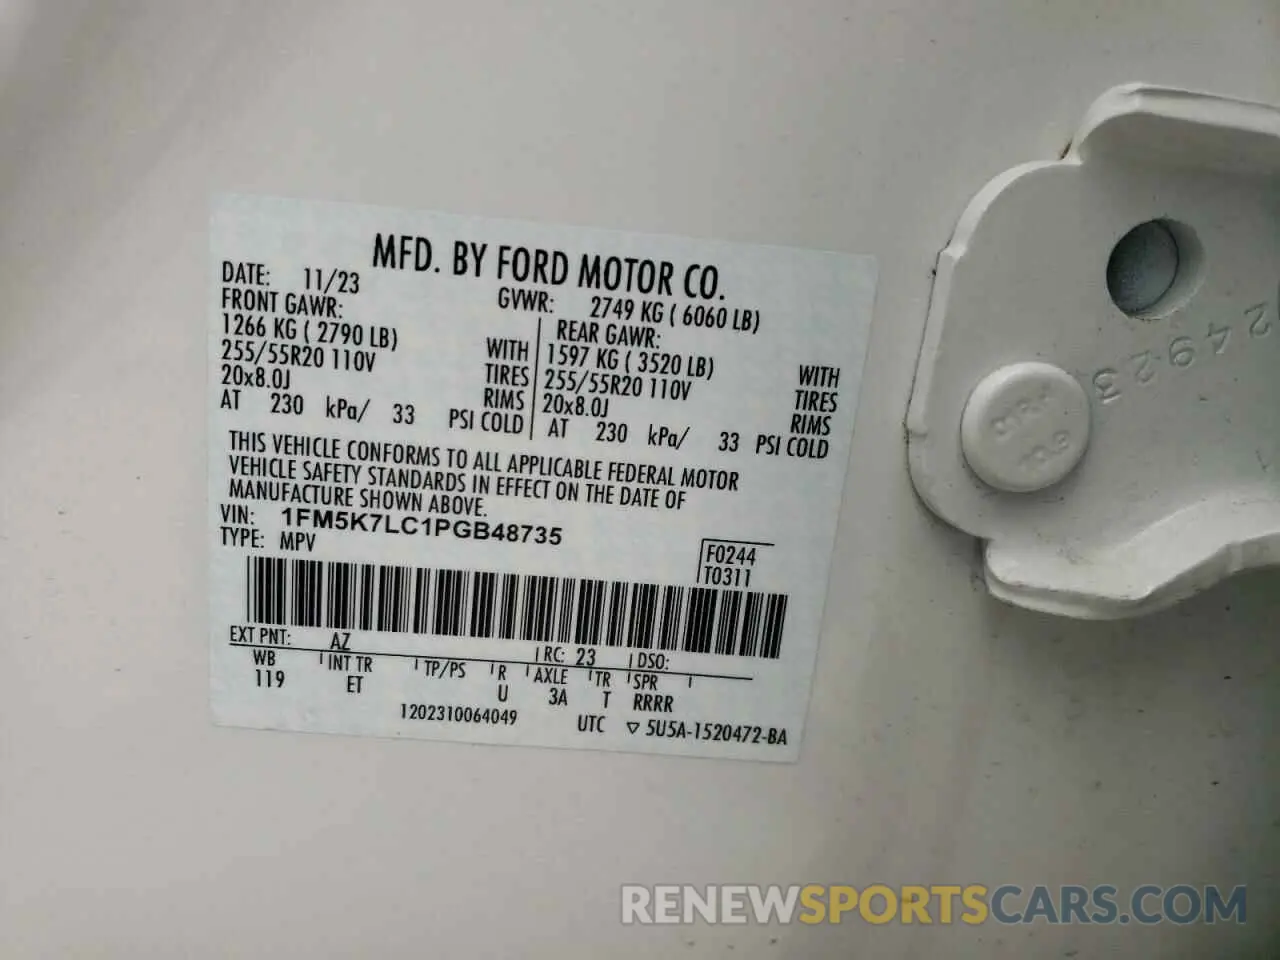 MFD. BY FORD MOTOR CO.
DATE: 11/23 GVWR: 2749 KG ( 6060 LB)
FRONT GAWR: REAR GAWR:
1266 KG ( 2790 LB) WITH 1597 KG ( 3520 LB) WITH
255/55R20 110V TIRES 255/55R20 110V TIRES
20x8.0J RIMS 20x8.0J RIMS
AT 230 kPa/ 33 PSI COLD AT 230 kPa/ 33 PSI COLD
THIS VEHICLE CONFORMS TO ALL APPLICABLE FEDERAL MOTOR
VEHICLE SAFETY STANDARDS IN EFFECT ON THE DATE OF
MANUFACTURE SHOWN ABOVE.
VIN: 1FM5K7LC1PGB48735
TYPE: MPV F0244
T0311
EXT PNT: AZ RC: 23 DSO:
WB INT TR TP/PS R AXLE TR SPR
119 ET U 3A T RRRR
1202310064049 UTC ▽ 5U5A-1520472-BA
24923
RENEWSPORTSCARS.COM